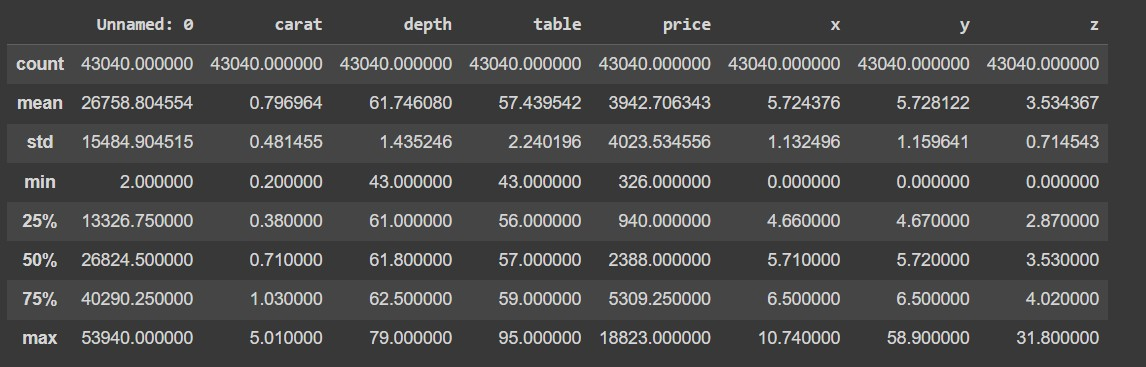 Unnamed: 0 carat depth table price x y z
count 43040.000000 43040.000000 43040.000000 43040.000000 43040.000000 43040.000000 43040.000000 43040.000000
mean 26758.804554 0.796964 61.746080 57.439542 3942.706343 5.724376 5.728122 3.534367
std 15484.904515 0.481455 1.435246 2.240196 4023.534556 1.132496 1.159641 0.714543
min 2.000000 0.200000 43.000000 43.000000 326.000000 0.000000 0.000000 0.000000
25% 13326.750000 0.380000 61.000000 56.000000 940.000000 4.660000 4.670000 2.870000
50% 26824.500000 0.710000 61.800000 57.000000 2388.000000 5.710000 5.720000 3.530000
75% 40290.250000 1.030000 62.500000 59.000000 5309.250000 6.500000 6.500000 4.020000
max 53940.000000 5.010000 79.000000 95.000000 18823.000000 10.740000 58.900000 31.800000